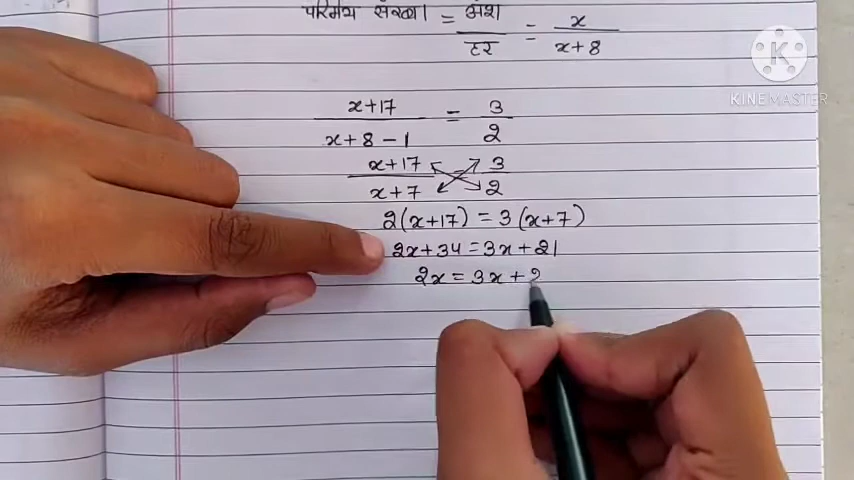 परिमेय संख्या = अंश / हर = x / x+8
x+17 / x+8-1 = 3 / 2
x+17 / x+7 = 3 / 2
2(x+17) = 3(x+7)
2x+34 = 3x+21
2x = 3x+2
KINEMASTER